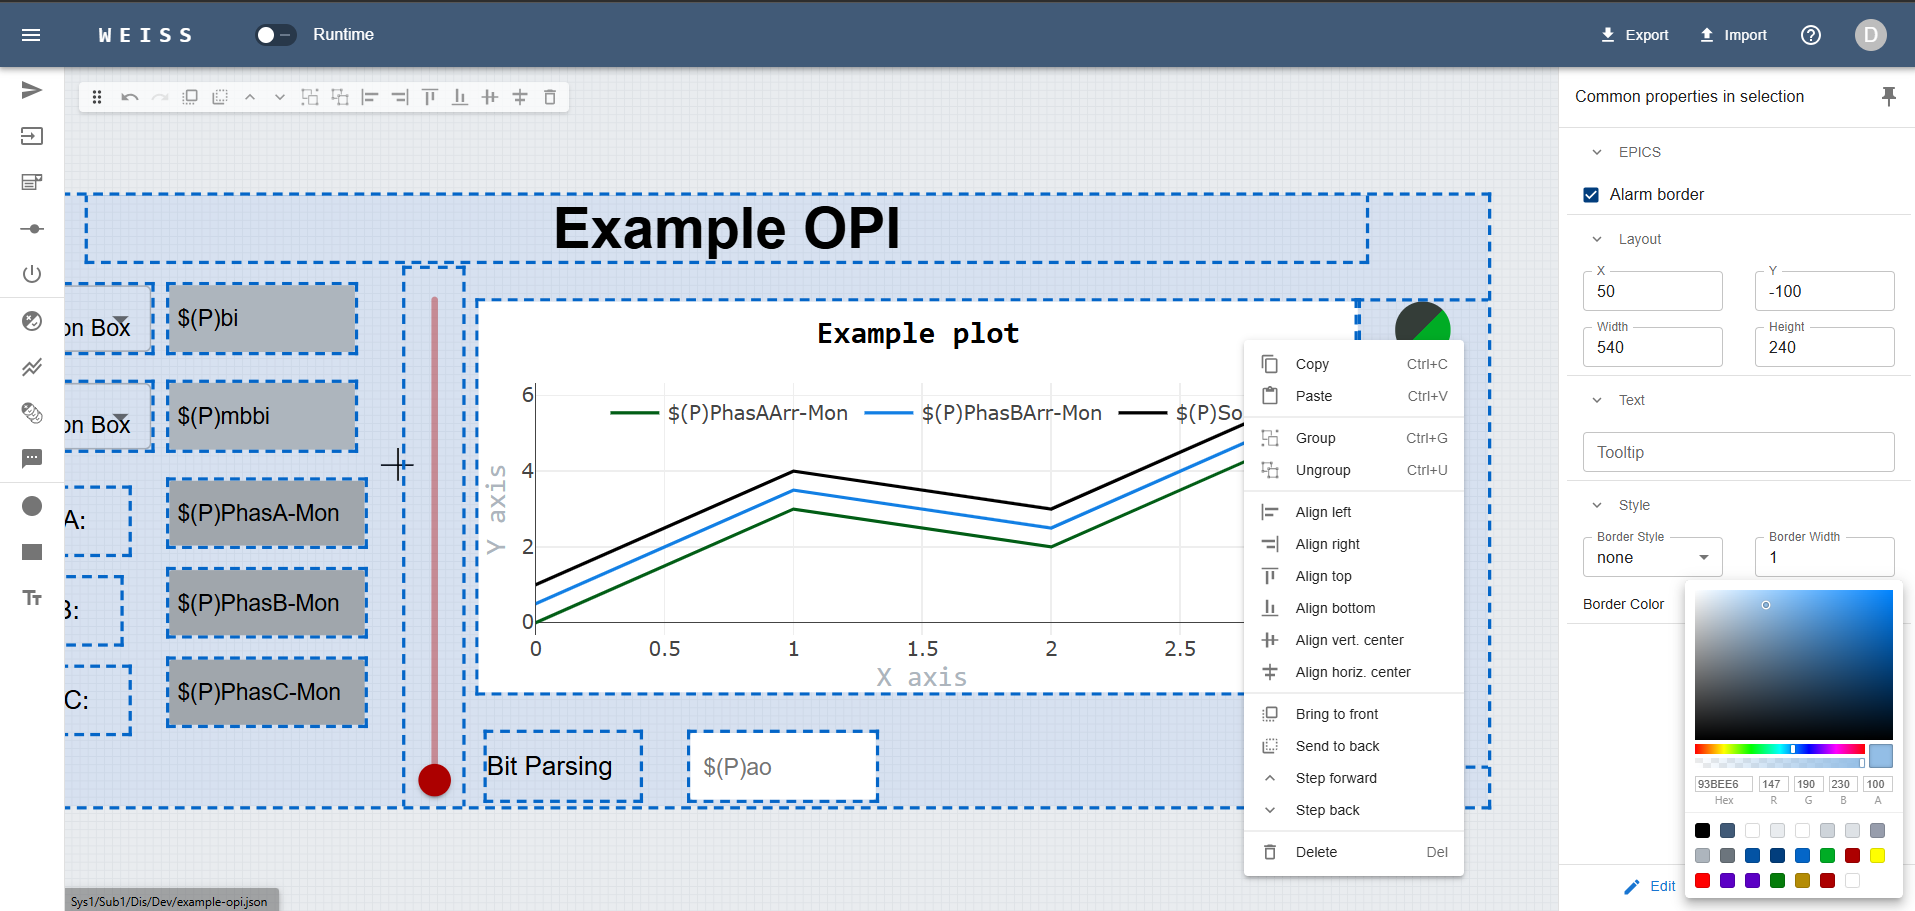 WEISS
Runtime
Export
Import
D
Common properties in selection
EPICS
Alarm border
Layout
X
50
Y
-100
Width
540
Height
240
Text
Tooltip
Style
Border Style
none
Border Width
1
Border Color
93BEE6
147
190
230
100
Hex
R
G
B
A
Edit
Example OPI
on Box
$(P)bi
on Box
$(P)mbbi
A:
$(P)PhasA-Mon
B:
$(P)PhasB-Mon
C:
$(P)PhasC-Mon
Example plot
$(P)PhasAArr-Mon
$(P)PhasBArr-Mon
$(P)So
Y axis
6
4
2
0
0
0.5
1
1.5
2
2.5
X axis
Bit Parsing
$(P)ao
Copy Ctrl+C
Paste Ctrl+V
Group Ctrl+G
Ungroup Ctrl+U
Align left
Align right
Align top
Align bottom
Align vert. center
Align horiz. center
Bring to front
Send to back
Step forward
Step back
Delete Del
Sys1/Sub1/Dis/Dev/example-opi.json